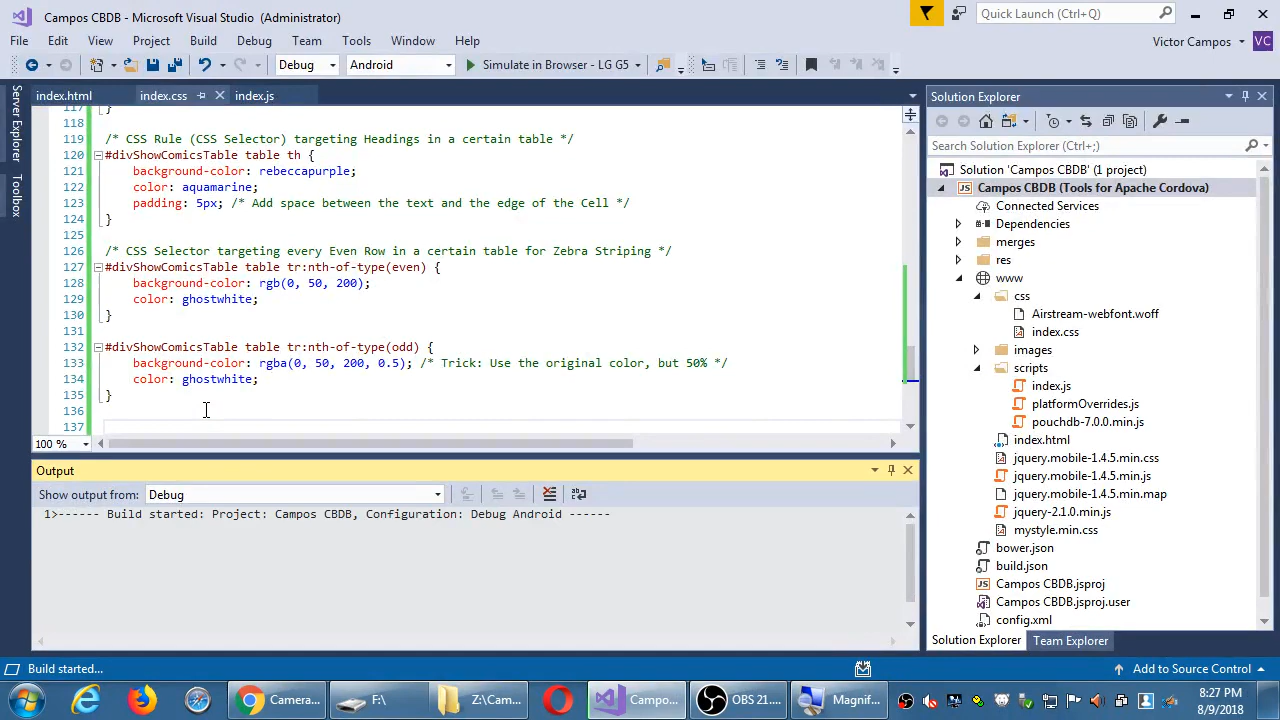 Campos CBDB - Microsoft Visual Studio (Administrator)
Quick Launch (Ctrl+Q)
File Edit View Project Build Debug Team Tools Window Help
Victor Campos VC
Debug Android Simulate in Browser - LG G5
Server Explorer
Toolbox
index.html index.css index.js
117 }
118
119 /* CSS Rule (CSS Selector) targeting Headings in a certain table */
120 #divShowComicsTable table th {
121 background-color: rebeccapurple;
122 color: aquamarine;
123 padding: 5px; /* Add space between the text and the edge of the Cell */
124 }
125
126 /* CSS Selector targeting every Even Row in a certain table for Zebra Striping */
127 #divShowComicsTable table tr:nth-of-type(even) {
128 background-color: rgb(0, 50, 200);
129 color: ghostwhite;
130 }
131
132 #divShowComicsTable table tr:nth-of-type(odd) {
133 background-color: rgba(0, 50, 200, 0.5); /* Trick: Use the original color, but 50% */
134 color: ghostwhite;
135 }
136
137
100 %
Output
Show output from: Debug
1>------ Build started: Project: Campos CBDB, Configuration: Debug Android ------
Solution Explorer
Search Solution Explorer (Ctrl+;)
Solution 'Campos CBDB' (1 project)
JS Campos CBDB (Tools for Apache Cordova)
Connected Services
Dependencies
merges
res
www
css
Airstream-webfont.woff
index.css
images
scripts
index.js
platformOverrides.js
pouchdb-7.0.0.min.js
index.html
jquery.mobile-1.4.5.min.css
jquery.mobile-1.4.5.min.js
jquery.mobile-1.4.5.min.map
jquery-2.1.0.min.js
mystyle.min.css
bower.json
build.json
JS Campos CBDB.jsproj
Campos CBDB.jsproj.user
config.xml
Solution Explorer Team Explorer
Build started... Add to Source Control
Camera... F:\ Z:\Cam... Campo... OBS 21.... Magnif...
8:27 PM
8/9/2018